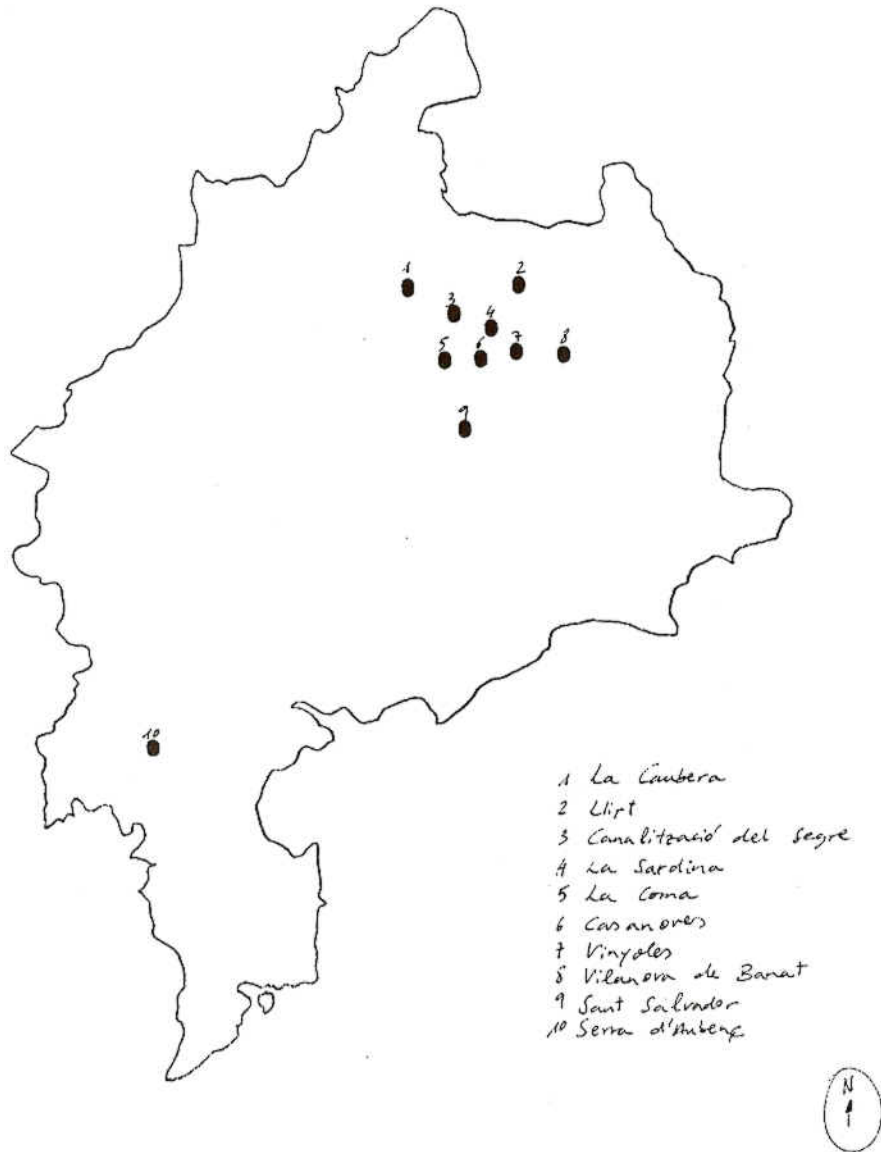 1
2
3
4
5
6
7
8
9
10
1 La Caubera
2 Llirt
3 Canalització del Segre
4 La Sardina
5 La Coma
6 Casanovers
7 Vinyoles
8 Vilanova de Banat
9 Sant Salvador
10 Serra d'Aubenç
N